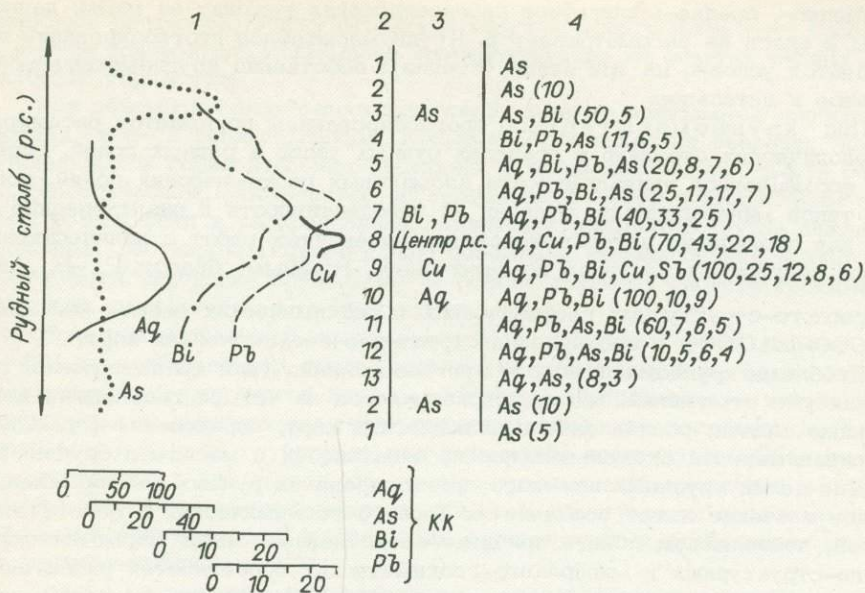 1 2 3 4
Рудный столб (р.с.)
1 As
2 As (10)
3 As As, Bi (50,5)
4 Bi, Pb, As (11,6,5)
5 Ag, Bi, Pb, As (20,8,7,6)
6 Ag, Pb, Bi, As (25,17,17,7)
7 Bi, Pb Ag, Pb, Bi (40,33,25)
8 Центр р.с. Ag, Cu, Pb, Bi (70,43,22,18)
9 Cu Ag, Pb, Bi, Cu, Sb (100,25,12,8,6)
10 Ag Ag, Pb, Bi (100,10,9)
11 Ag, Pb, As, Bi (60,7,6,5)
12 Ag, Pb, As, Bi (10,5,6,4)
13 Ag, As, (8,3)
2 As As (10)
1 As (5)
Cu
Ag Bi Pb
As
0 50 100 Ag
0 20 40 As КК
0 10 20 Bi
0 10 20 Pb